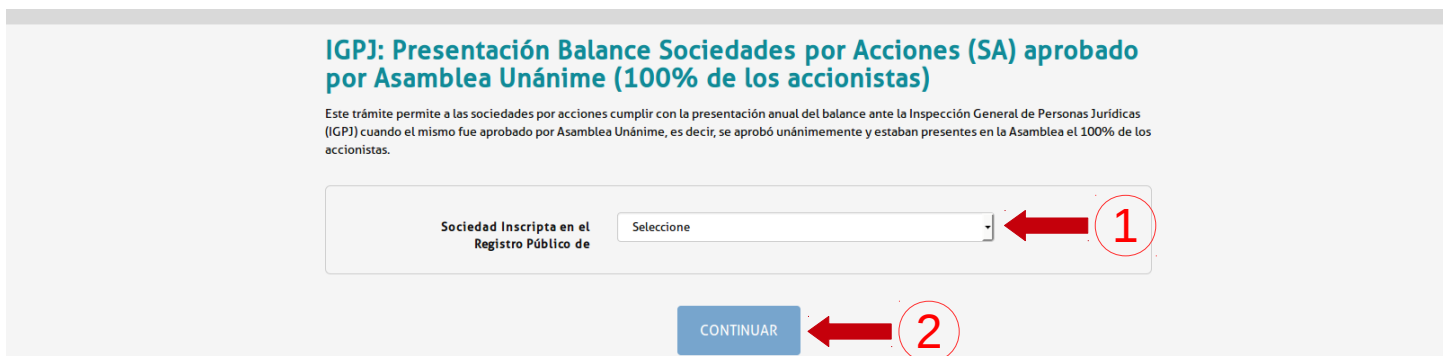 IGPJ: Presentación Balance Sociedades por Acciones (SA) aprobado
por Asamblea Unánime (100% de los accionistas)
Este trámite permite a las sociedades por acciones cumplir con la presentación anual del balance ante la Inspección General de Personas Jurídicas
(IGPJ) cuando el mismo fue aprobado por Asamblea Unánime, es decir, se aprobó unánimemente y estaban presentes en la Asamblea el 100% de los
accionistas.
Sociedad Inscripta en el
Registro Público de
Seleccione
1
CONTINUAR
2